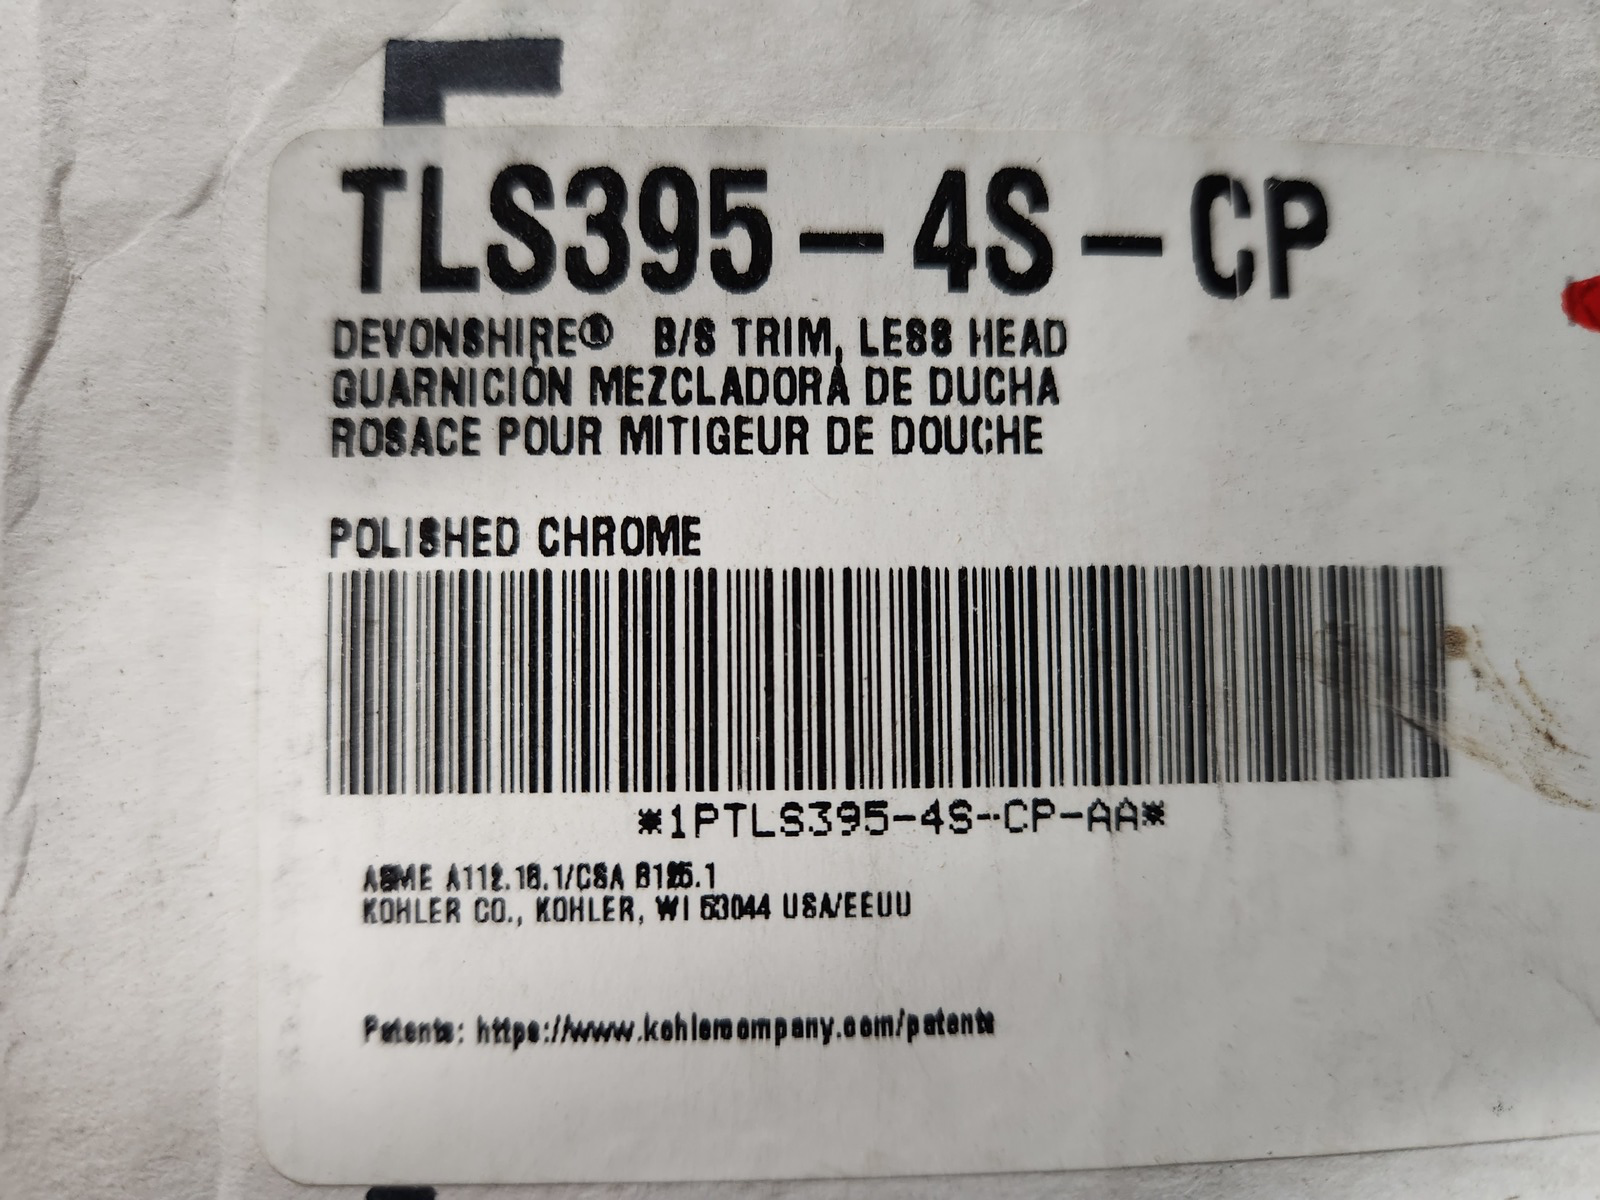 TLS395-4S-CP
DEVONSHIRE® B/S TRIM, LESS HEAD
GUARNICIÓN MEZCLADORA DE DUCHA
ROSACE POUR MITIGEUR DE DOUCHE
POLISHED CHROME
*1PTLS395-4S-CP-AA*
ASME A112.18.1/CSA B125.1
KOHLER CO., KOHLER, WI 53044 USA/EEUU
Patents: https://www.kohlercompany.com/patents